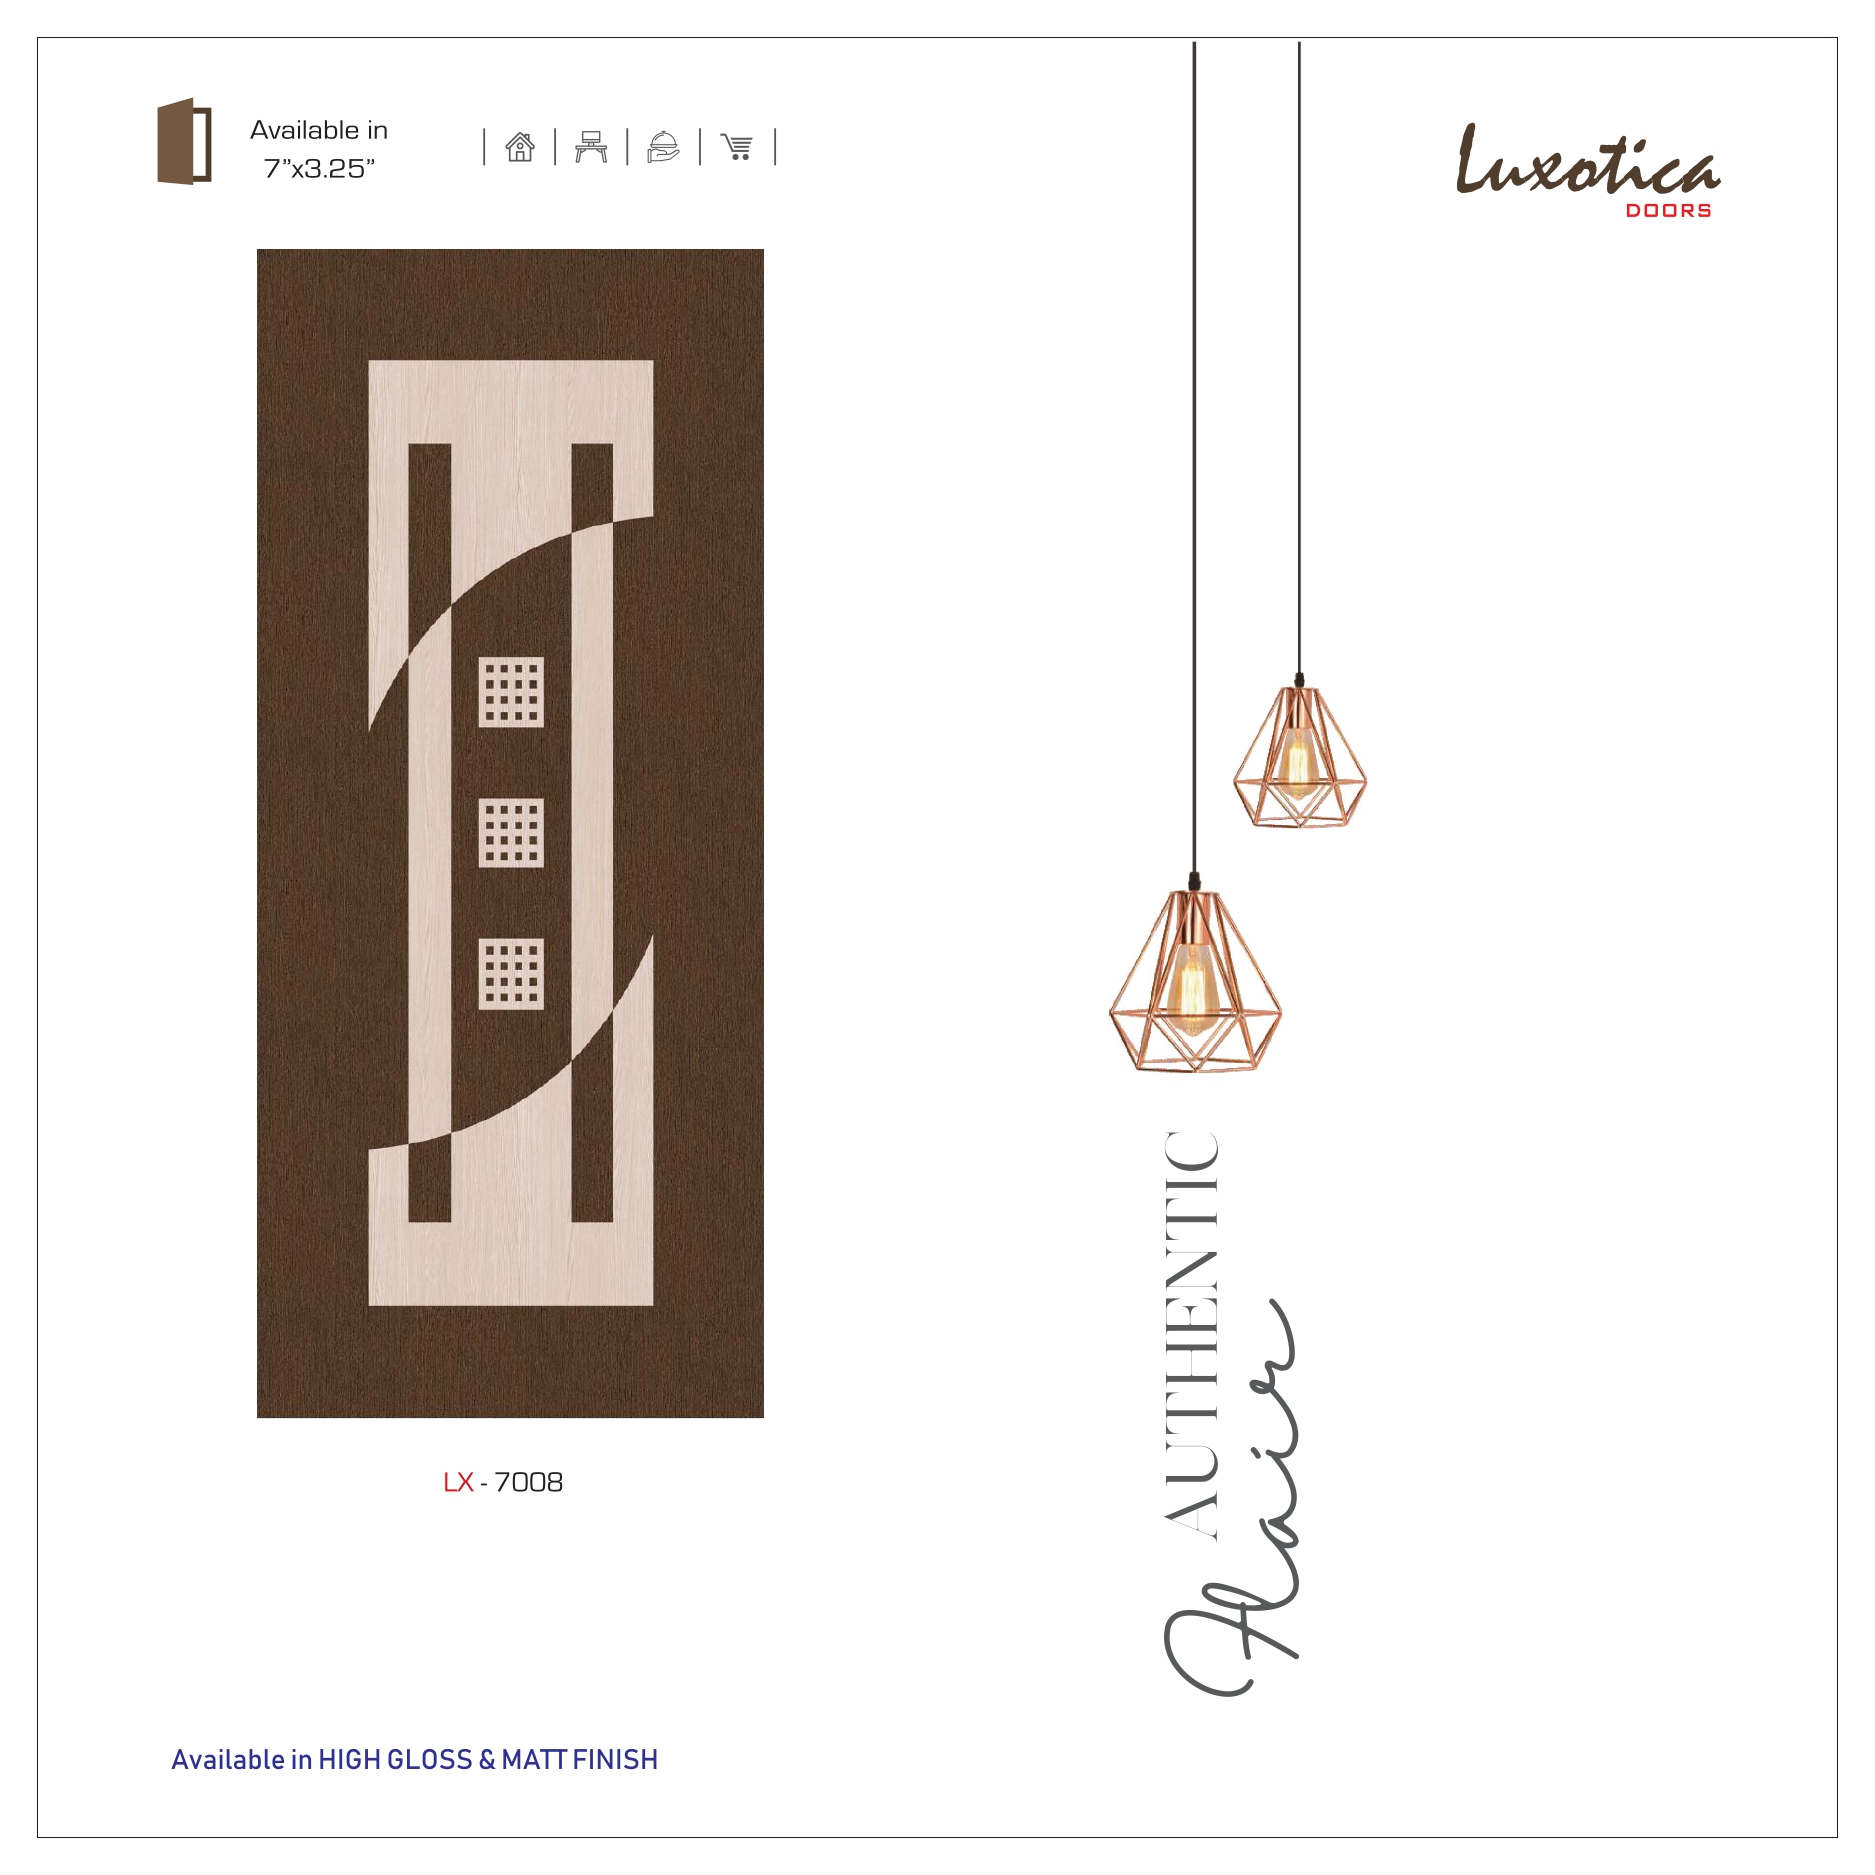 Available in
7”x3.25”
Luxotica
DOORS
LX - 7008
AUTHENTIC
Flair
Available in HIGH GLOSS & MATT FINISH